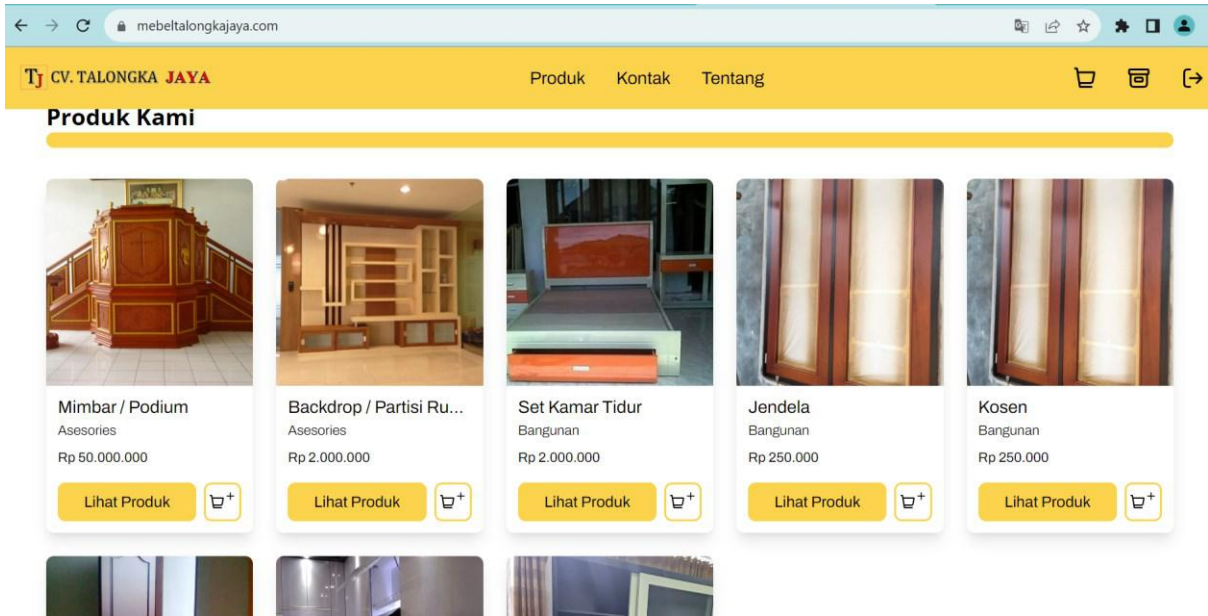 mebeltalongkajaya.com
TJ CV. TALONGKA JAYA
Produk Kontak Tentang
Produk Kami
Mimbar / Podium
Asesories
Rp 50.000.000
Lihat Produk
Backdrop / Partisi Ru...
Asesories
Rp 2.000.000
Lihat Produk
Set Kamar Tidur
Bangunan
Rp 2.000.000
Lihat Produk
Jendela
Bangunan
Rp 250.000
Lihat Produk
Kosen
Bangunan
Rp 250.000
Lihat Produk